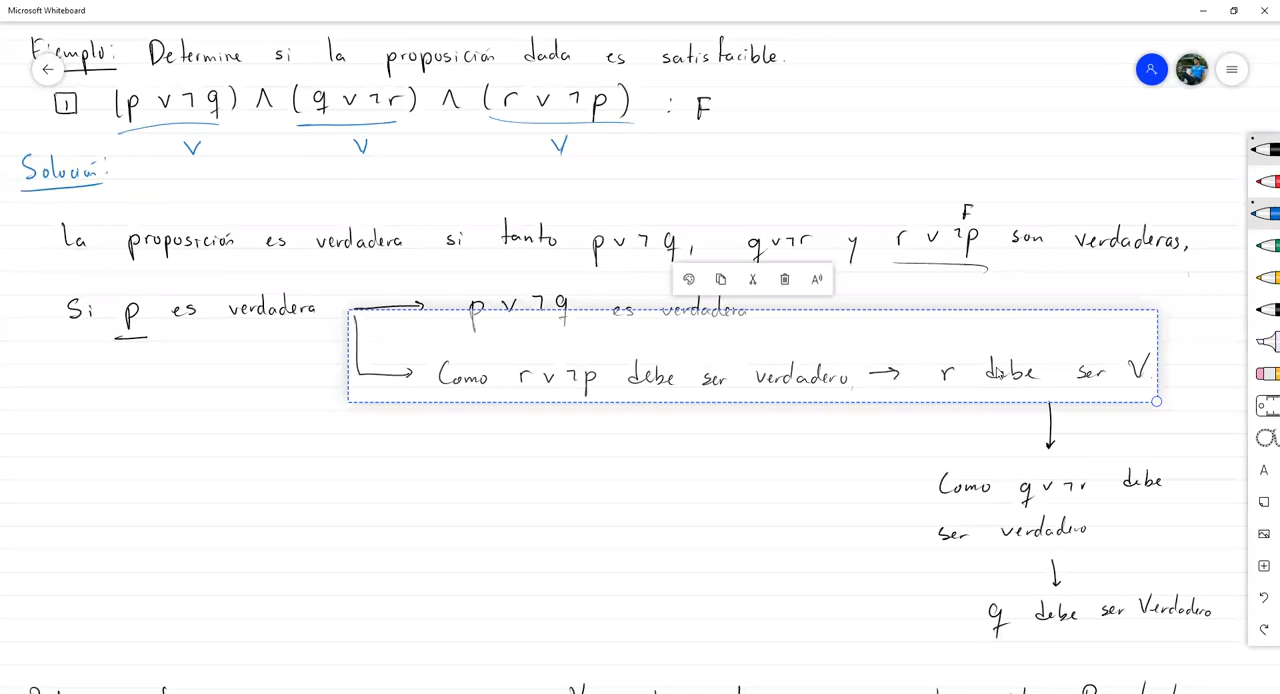 Microsoft Whiteboard
Ejemplo: Determine si la proposición dada es satisfacible.
1 (p ∨ ¬q) ∧ (q ∨ ¬r) ∧ (r ∨ ¬p) : F
V V V
Solución:
F
La proposición es verdadera si tanto p ∨ ¬q, q ∨ ¬r y r ∨ ¬p son verdaderas,
Si p es verdadera → p ∨ ¬q es verdadera
→ Como r ∨ ¬p debe ser verdadero, → r debe ser V.
↓
Como q ∨ ¬r debe
ser verdadero
↓
q debe ser Verdadero